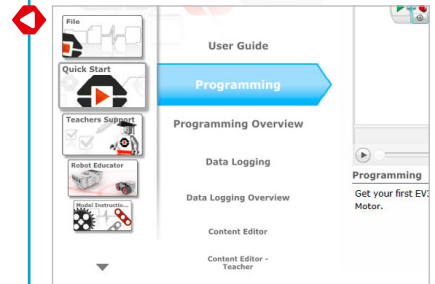 File
Quick Start
Teachers Support
Robot Educator
Model Instructio...
User Guide
Programming
Programming Overview
Data Logging
Data Logging Overview
Content Editor
Content Editor -
Teacher
Programming
Get your first EV3
Motor.